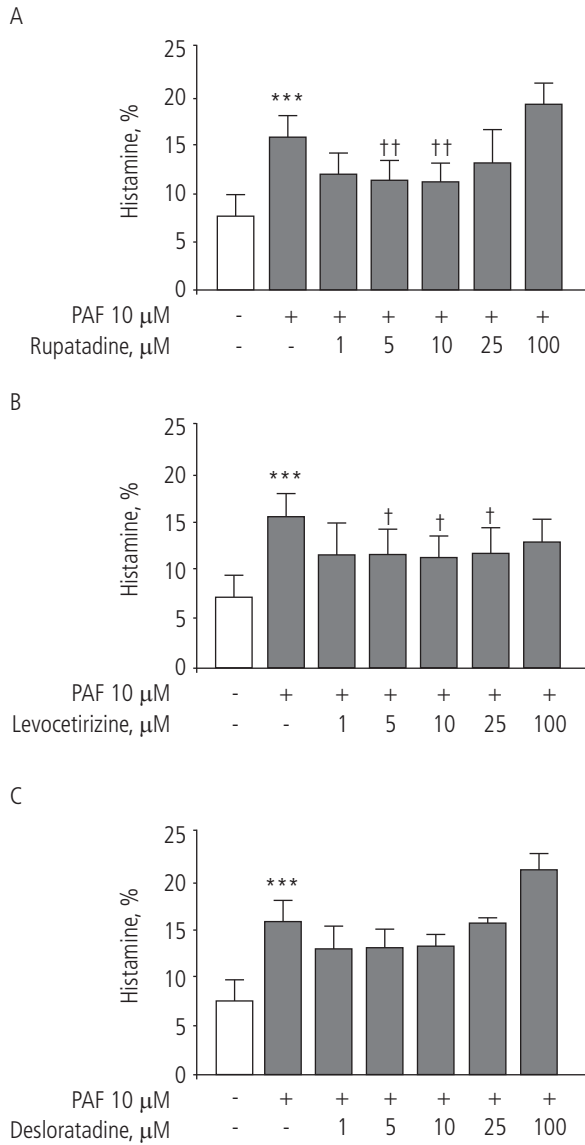 A
25
20
15
10
5
0
Histamine, %
***
††
††
PAF 10 µM - + + + + + +
Rupatadine, µM - - 1 5 10 25 100
B
25
20
15
10
5
0
Histamine, %
***
†
†
†
PAF 10 µM - + + + + + +
Levocetirizine, µM - - 1 5 10 25 100
C
25
20
15
10
5
0
Histamine, %
***
PAF 10 µM - + + + + + +
Desloratadine, µM - - 1 5 10 25 100